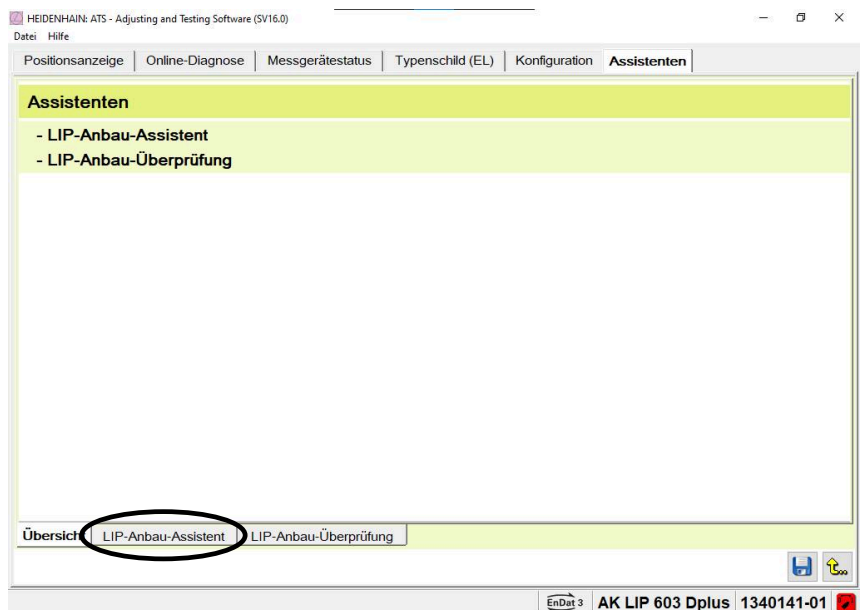 HEIDENHAIN: ATS - Adjusting and Testing Software (SV16.0)
Datei Hilfe
Positionsanzeige Online-Diagnose Messgerätestatus Typenschild (EL) Konfiguration Assistenten
Assistenten
- LIP-Anbau-Assistent
- LIP-Anbau-Überprüfung
Übersich LIP-Anbau-Assistent LIP-Anbau-Überprüfung
EnDat 3 AK LIP 603 Dplus 1340141-01